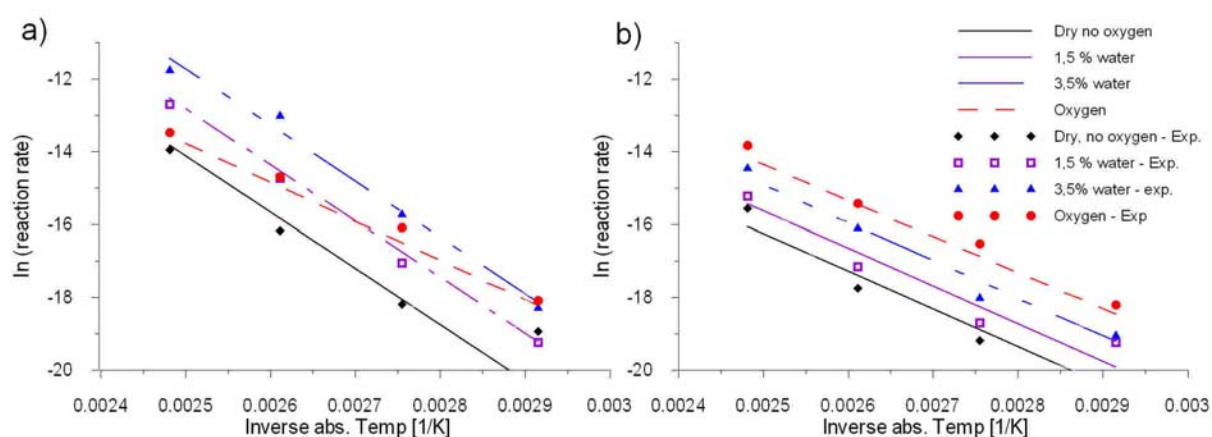 a)
ln (reaction rate)
-12
-14
-16
-18
-20
0.0024 0.0025 0.0026 0.0027 0.0028 0.0029 0.003
Inverse abs. Temp [1/K]
b)
ln (reaction rate)
-12
-14
-16
-18
-20
0.0024 0.0025 0.0026 0.0027 0.0028 0.0029 0.003
Inverse abs. Temp [1/K]
Dry no oxygen
1,5 % water
3,5% water
Oxygen
Dry, no oxygen - Exp.
1,5 % water - Exp.
3,5% water - exp.
Oxygen - Exp